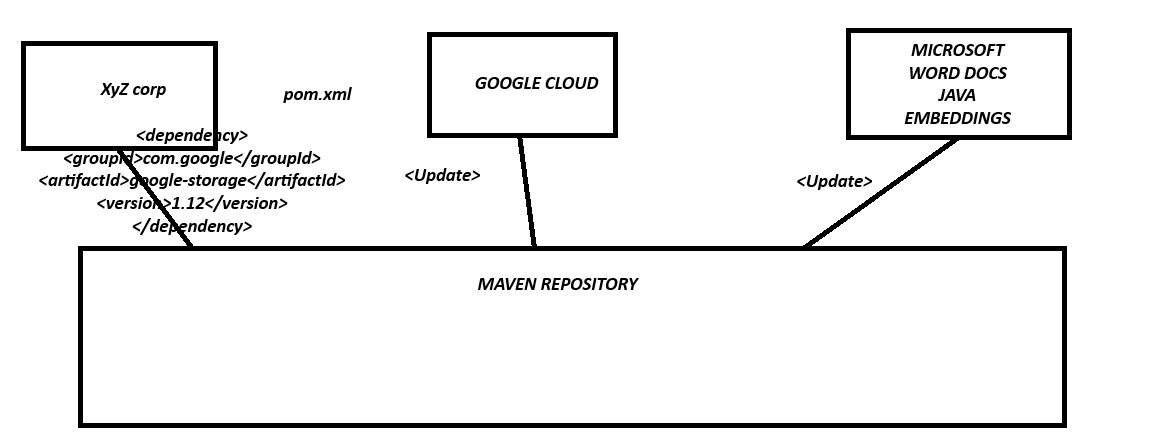 XyZ corp
pom.xml
<dependency>
<groupId>com.google</groupId>
<artifactId>google-storage</artifactId>
<version>1.12</version>
</dependency>
GOOGLE CLOUD
<Update>
MICROSOFT
WORD DOCS
JAVA
EMBEDDINGS
<Update>
MAVEN REPOSITORY